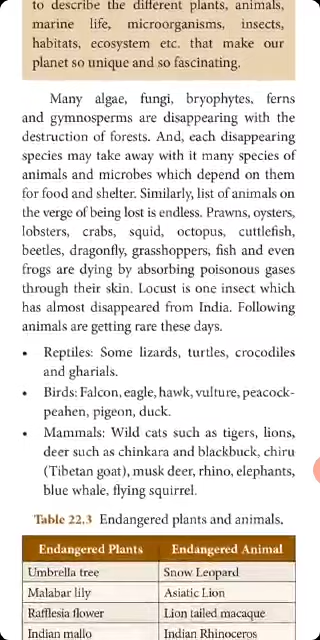 to describe the different plants, animals,
marine life, microorganisms, insects,
habitats, ecosystem etc. that make our
planet so unique and so fascinating.
Many algae, fungi, bryophytes, ferns
and gymnosperms are disappearing with the
destruction of forests. And, each disappearing
species may take away with it many species of
animals and microbes which depend on them
for food and shelter. Similarly, list of animals on
the verge of being lost is endless. Prawns, oysters,
lobsters, crabs, squid, octopus, cuttlefish,
beetles, dragonfly, grasshoppers, fish and even
frogs are dying by absorbing poisonous gases
through their skin. Locust is one insect which
has almost disappeared from India. Following
animals are getting rare these days.
• Reptiles: Some lizards, turtles, crocodiles
and gharials.
• Birds: Falcon, eagle, hawk, vulture, peacock-
peahen, pigeon, duck.
• Mammals: Wild cats such as tigers, lions,
deer such as chinkara and blackbuck, chiru
(Tibetan goat), musk deer, rhino, elephants,
blue whale, flying squirrel.
Table 22.3 Endangered plants and animals.
Endangered Plants Endangered Animal
Umbrella tree Snow Leopard
Malabar lily Asiatic Lion
Rafflesia flower Lion tailed macaque
Indian mallo Indian Rhinoceros